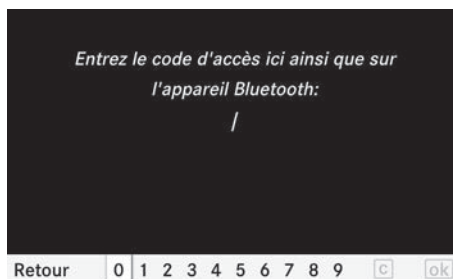 Entrez le code d'accès ici ainsi que sur
l'appareil Bluetooth:
Retour 0 1 2 3 4 5 6 7 8 9 c ok